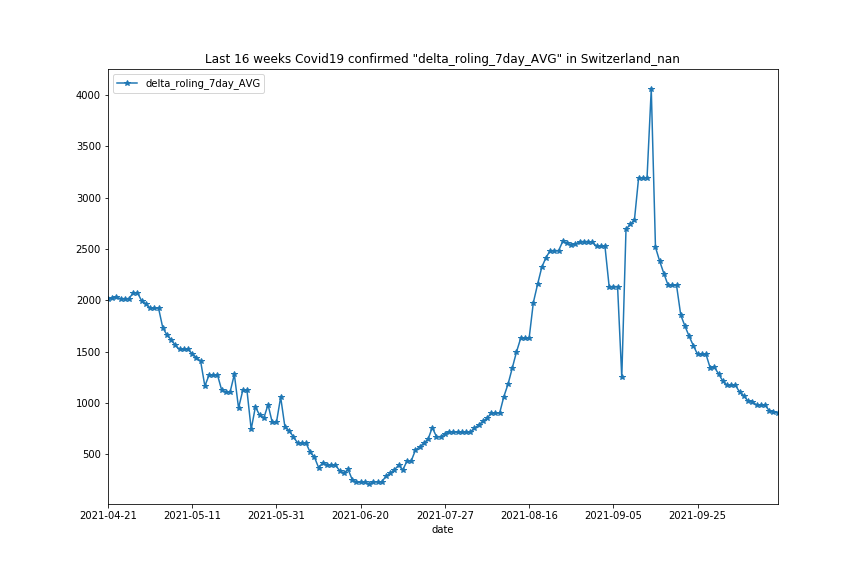 Last 16 weeks Covid19 confirmed "delta_roling_7day_AVG" in Switzerland_nan
delta_roling_7day_AVG
4000
3500
3000
2500
2000
1500
1000
500
2021-04-21 2021-05-11 2021-05-31 2021-06-20 2021-07-27 2021-08-16 2021-09-05 2021-09-25
date